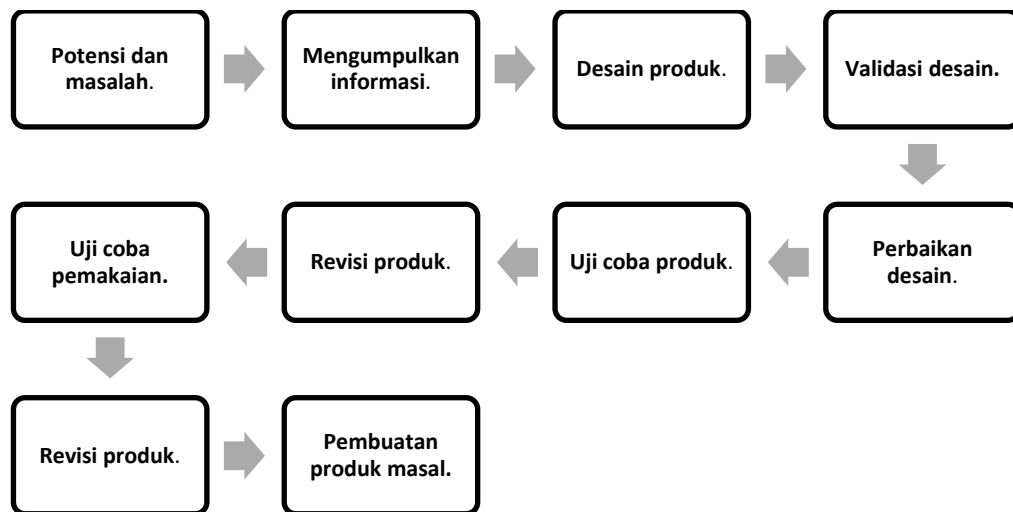 Potensi dan
masalah.
Mengumpulkan
informasi.
Desain produk.
Validasi desain.
Perbaikan
desain.
Uji coba produk.
Revisi produk.
Uji coba
pemakaian.
Revisi produk.
Pembuatan
produk masal.